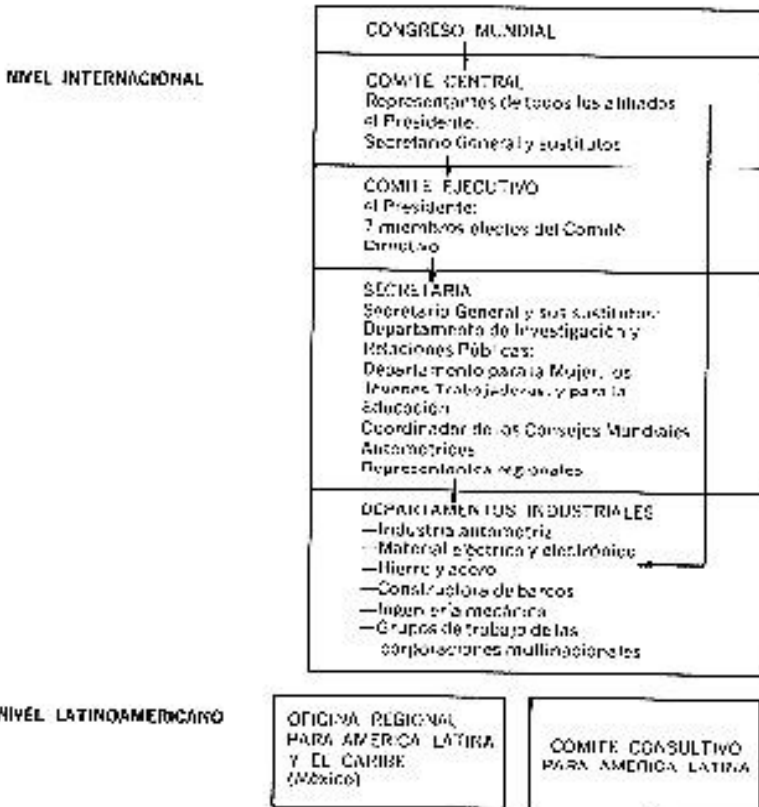 CONGRESO MUNDIAL
NIVEL INTERNACIONAL
COMITE CENTRAL
Representantes de todos los afiliados
el Presidente:
Secretario General y sustitutos
COMITE EJECUTIVO
el Presidente:
7 miembros electos del Comité
Directivo
SECRETARIA
Secretario General y sus sustitutos:
Departamento de Investigación y
Relaciones Públicas:
Departamento para la Mujer, los
Jóvenes Trabajadores, y para la
Educación
Coordinador de los Consejos Mundiales
Automotrices
Representantes regionales
DEPARTAMENTOS INDUSTRIALES
—Industria automotriz
—Material eléctrico y electrónico
—Hierro y acero
—Constructora de barcos
—Ingeniería mecánica
—Grupos de trabajo de las
corporaciones multinacionales
NIVEL LATINOAMERICANO
OFICINA REGIONAL
PARA AMERICA LATINA
Y EL CARIBE
(México)
COMITE CONSULTIVO
PARA AMERICA LATINA